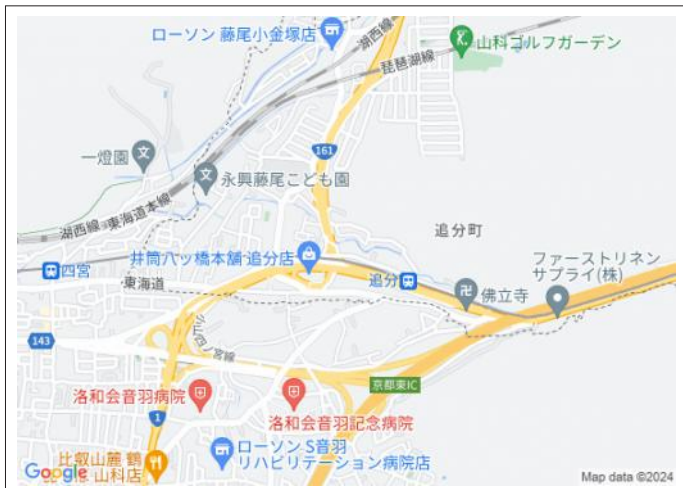 ローソン 藤尾小金塚店
湖西線
琵琶湖線
山科ゴルフガーデン
161
一燈園
永興藤尾こども園
湖西線
東海道本線
追分町
井筒八ッ橋本舗 追分店
ファーストリネン
サプライ(株)
四宮
東海道
追分
佛立寺
143
京都東IC
洛和会音羽病院
洛和会音羽記念病院
1
比叡山麓 鶴
山科店
ローソン S音羽
リハビリテーション病院店
Google
Map data ©2024